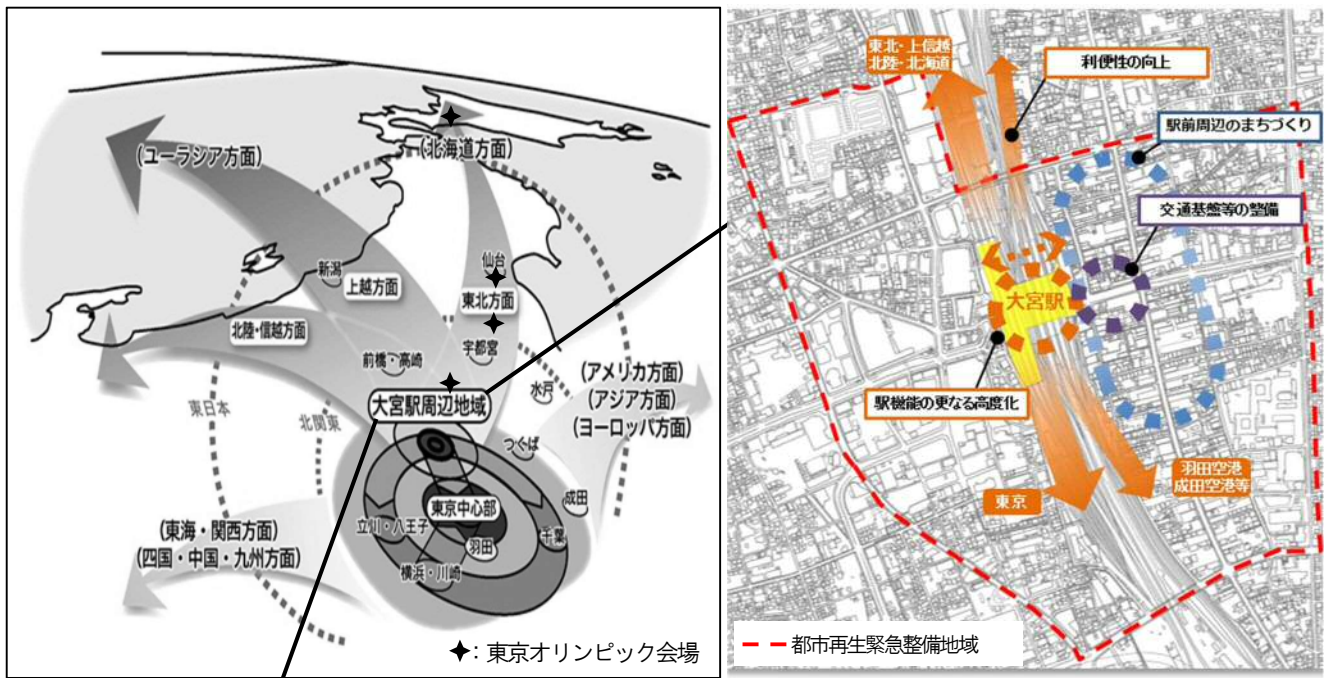 (ユーラシア方面)
(北海道方面)
新潟
上越方面
仙台
東北方面
北陸・信越方面
前橋・高崎
宇都宮
水戸
大宮駅周辺地域
(アメリカ方面)
(アジア方面)
(ヨーロッパ方面)
東日本
北関東
つくば
成田
東京中心部
立川・八王子
千葉
羽田
横浜・川崎
(東海・関西方面)
(四国・中国・九州方面)
✦：東京オリンピック会場
東北・上信越
北陸・北海道
利便性の向上
駅前周辺のまちづくり
交通基盤等の整備
大宮駅
駅機能の更なる高度化
東京
羽田空港
成田空港等
都市再生緊急整備地域